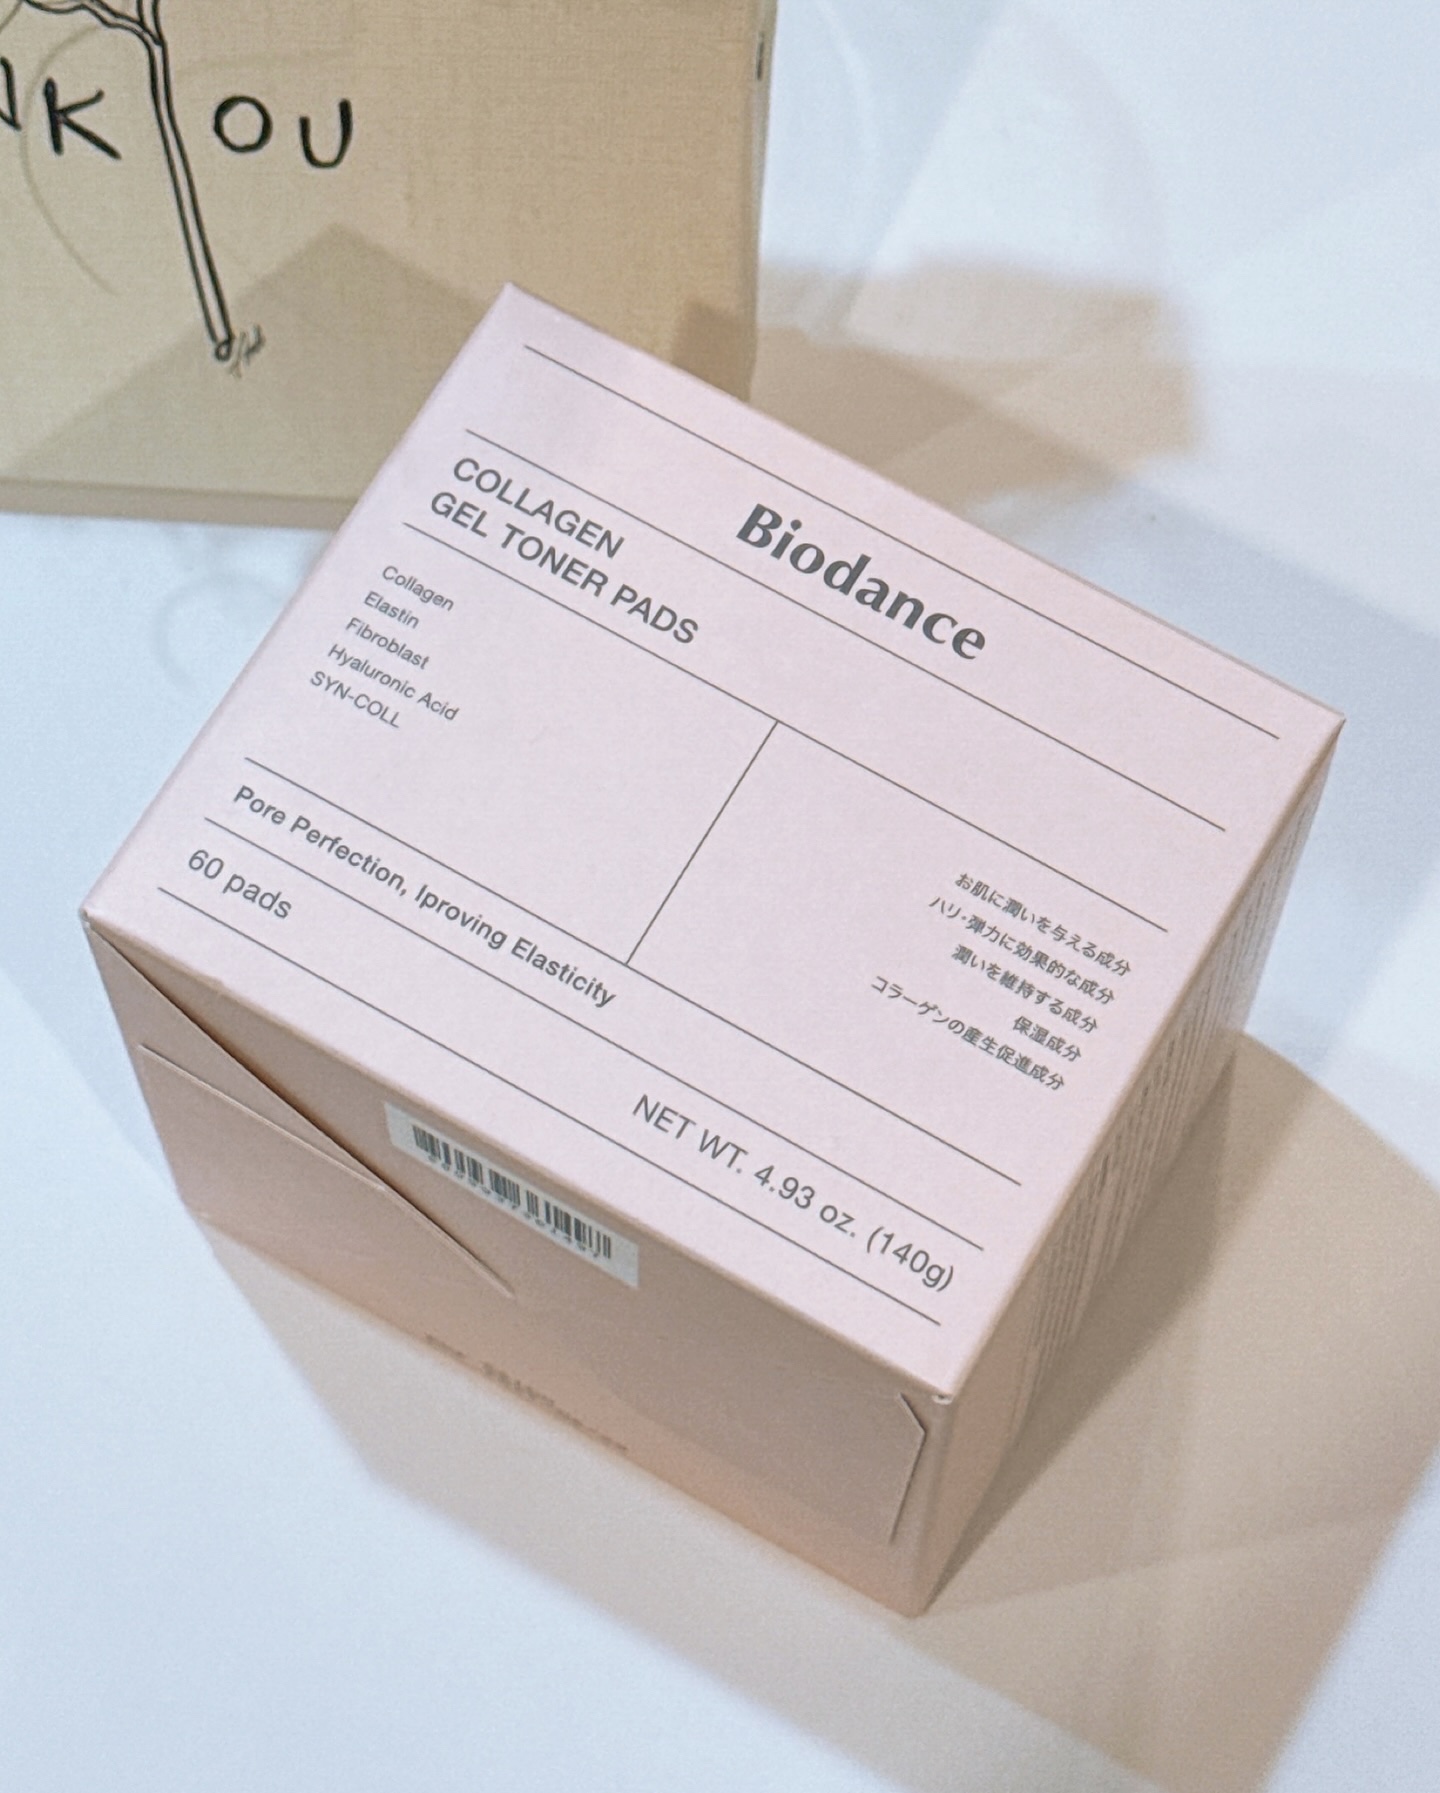 NK YOU
Biodance
COLLAGEN
GEL TONER PADS
Collagen
Elastin
Fibroblast
Hyaluronic Acid
SYN-COLL
お肌に潤いを与える成分
ハリ・弾力に効果的な成分
潤いを維持する成分
保湿成分
コラーゲンの産生促進成分
Pore Perfection, Iproving Elasticity
60 pads
NET WT. 4.93 oz. (140g)